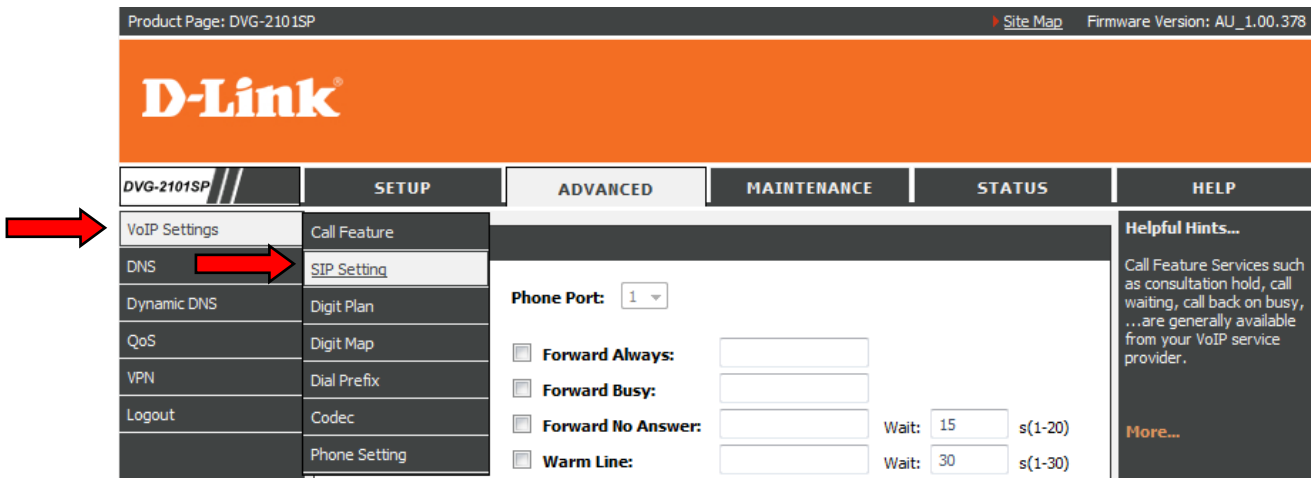 Product Page: DVG-2101SP Site Map Firmware Version: AU_1.00.378
D-Link®
DVG-2101SP SETUP ADVANCED MAINTENANCE STATUS HELP
VoIP Settings
DNS
Dynamic DNS
QoS
VPN
Logout
Call Feature
SIP Setting
Digit Plan
Digit Map
Dial Prefix
Codec
Phone Setting
Phone Port: 1
Forward Always:
Forward Busy:
Forward No Answer: Wait: 15 s(1-20)
Warm Line: Wait: 30 s(1-30)
Helpful Hints...
Call Feature Services such
as consultation hold, call
waiting, call back on busy,
...are generally available
from your VoIP service
provider.
More...